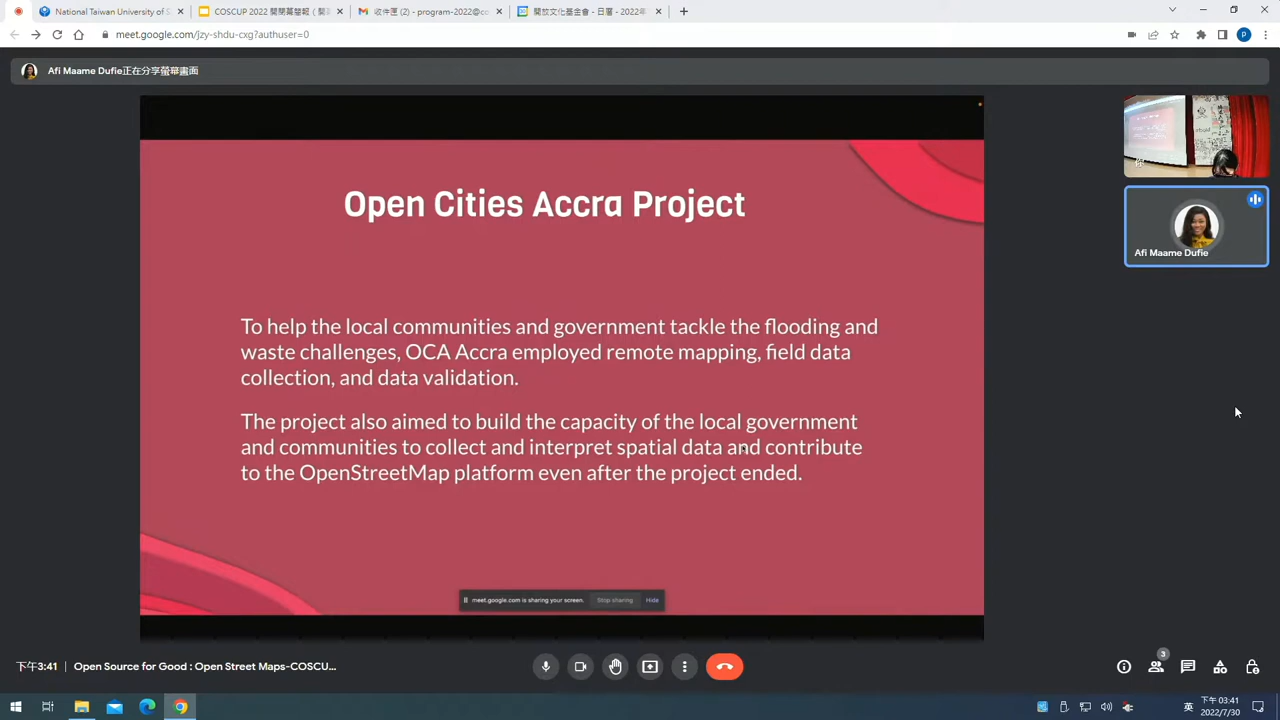 National Taiwan University of S
COSCUP 2022 開閉幕簡報 ( 開
收件匣 (2) - program-2022@co
開放文化基金會 - 日曆 - 2022年
meet.google.com/jzy-shdu-cxg?authuser=0
P
Afi Maame Dufie正在分享螢幕畫面
Open Cities Accra Project
To help the local communities and government tackle the flooding and
waste challenges, OCA Accra employed remote mapping, field data
collection, and data validation.
The project also aimed to build the capacity of the local government
and communities to collect and interpret spatial data and contribute
to the OpenStreetMap platform even after the project ended.
meet.google.com is sharing your screen.
Stop sharing
Hide
你
Afi Maame Dufie
下午3:41 | Open Source for Good : Open Street Maps-COSCU...
3
英
下午 03:41
2022/7/30